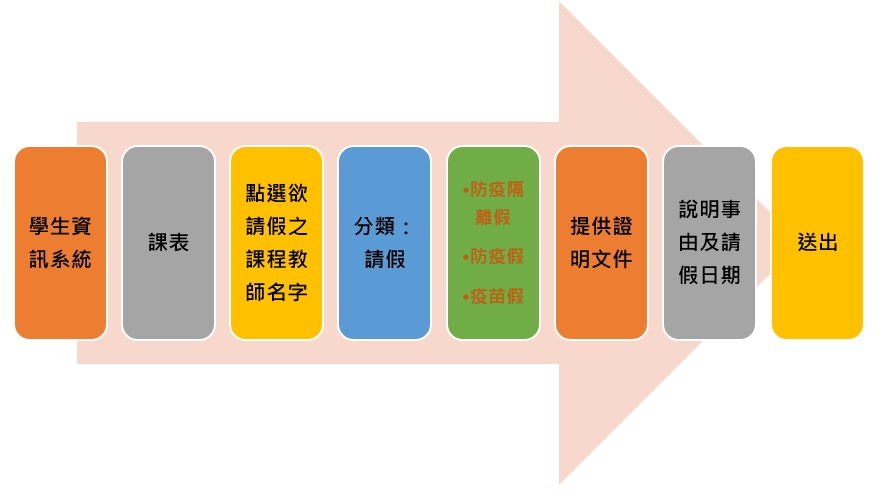 學生資
訊系統
課表
點選欲
請假之
課程教
師名字
分類：
請假
•防疫隔
離假
•防疫假
•疫苗假
提供證
明文件
說明事
由及請
假日期
送出